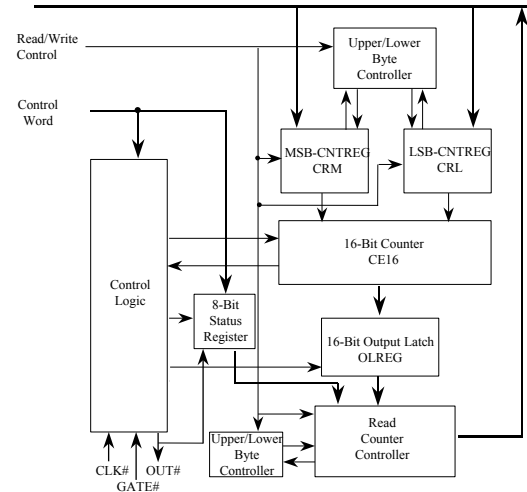 Read/Write
Control
Upper/Lower
Byte
Controller
Control
Word
MSB-CNTREG
CRM
LSB-CNTREG
CRL
16-Bit Counter
CE16
Control
Logic
8-Bit
Status
Register
16-Bit Output Latch
OLREG
Upper/Lower
Byte
Controller
Read
Counter
Controller
CLK#
OUT#
GATE#